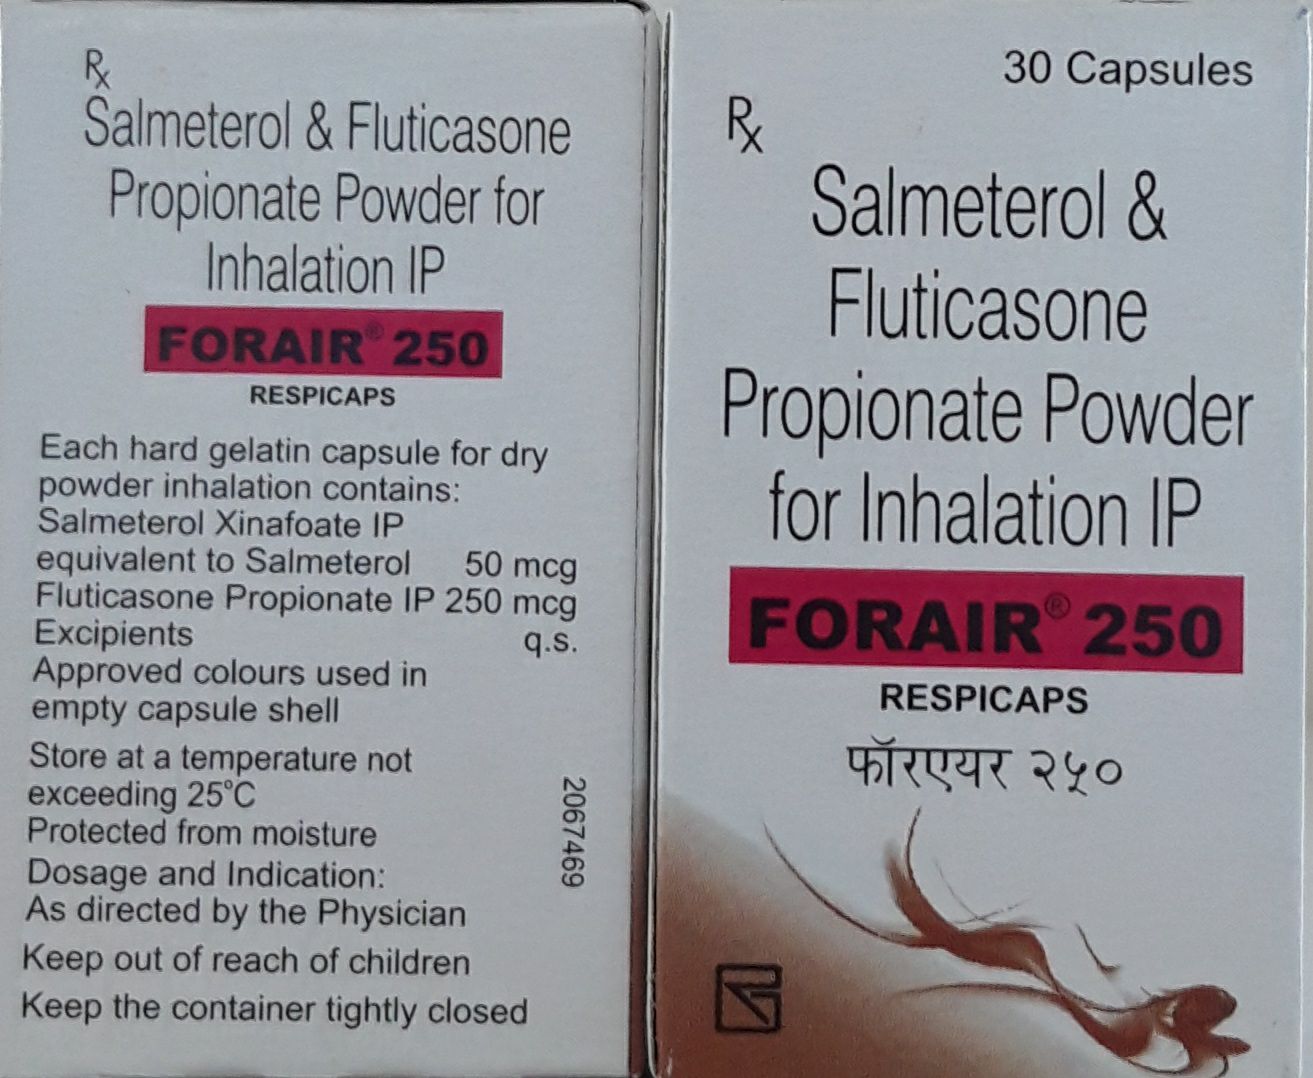 Rx
Salmeterol & Fluticasone
Propionate Powder for
Inhalation IP
FORAIR® 250
RESPICAPS
Each hard gelatin capsule for dry
powder inhalation contains:
Salmeterol Xinafoate IP
equivalent to Salmeterol 50 mcg
Fluticasone Propionate IP 250 mcg
Excipients q.s.
Approved colours used in
empty capsule shell
Store at a temperature not
exceeding 25°C
Protected from moisture
Dosage and Indication:
As directed by the Physician
Keep out of reach of children
Keep the container tightly closed
2067469
30 Capsules
Rx
Salmeterol &
Fluticasone
Propionate Powder
for Inhalation IP
FORAIR® 250
RESPICAPS
फॉरएयर २५०